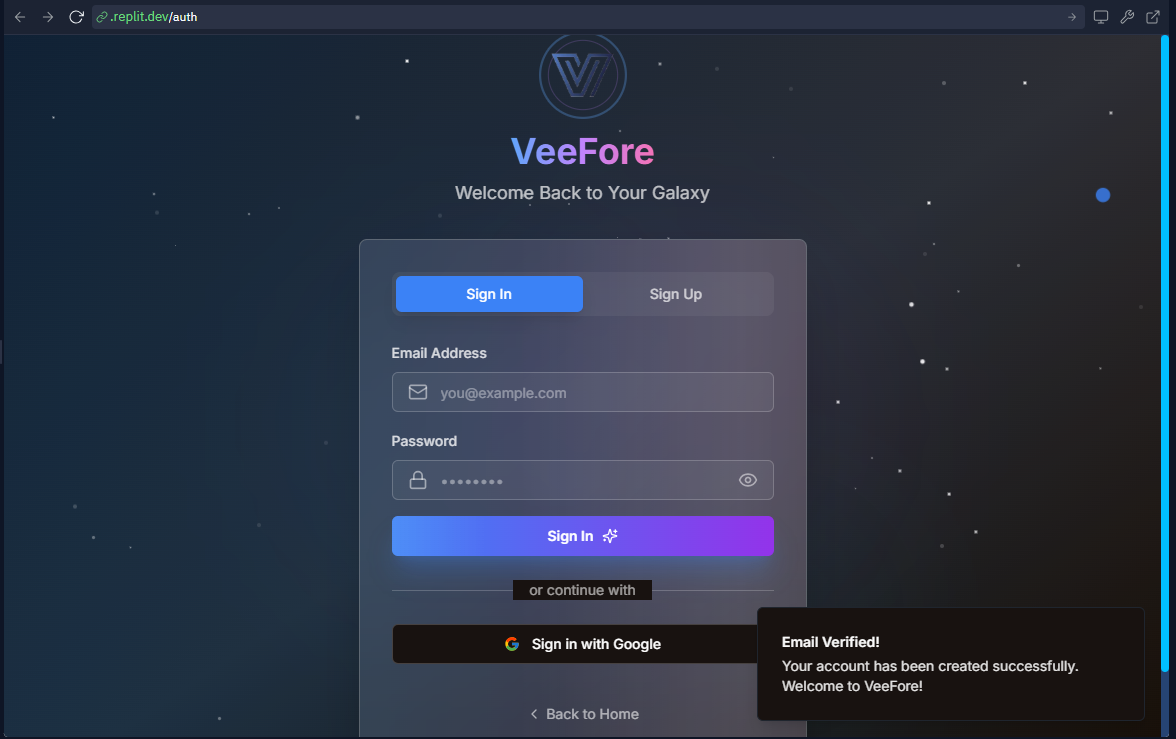 .replit.dev/auth
VeeFore
Welcome Back to Your Galaxy
Sign In
Sign Up
Email Address
you@example.com
Password
••••••••
Sign In
or continue with
Sign in with Google
Back to Home
Email Verified!
Your account has been created successfully.
Welcome to VeeFore!